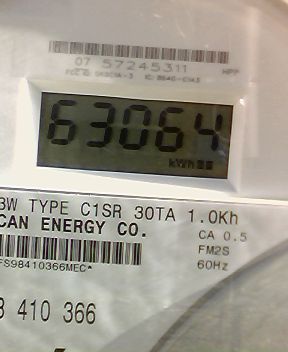 07 57245311
63064
kWh
3W TYPE C1SR 30TA 1.0Kh
CAN ENERGY CO.
CA 0.5
FM2S
60Hz
FS98410366MEC*
410 366